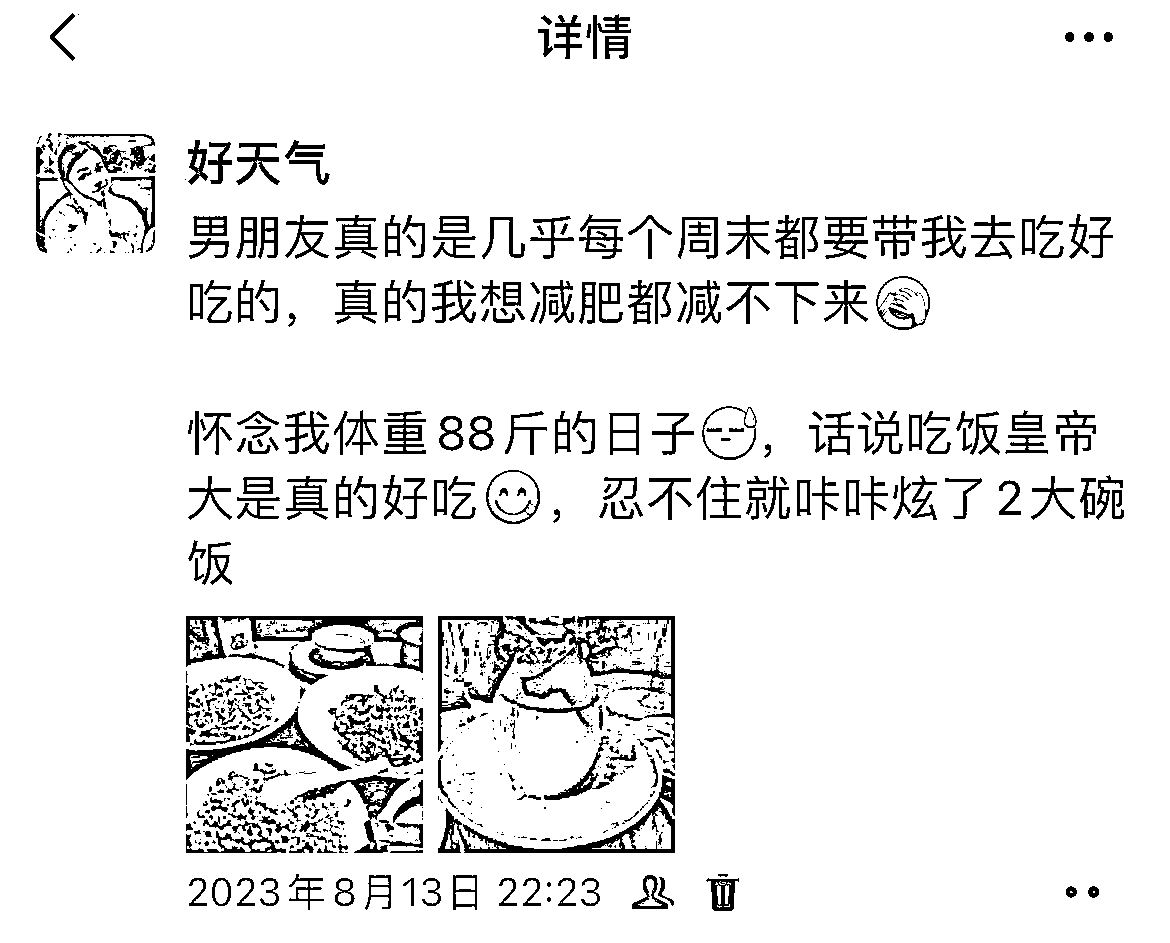 详情
好天气
男朋友真的是几乎每个周末都要带我去吃好
吃的，真的我想减肥都减不下来
怀念我体重88斤的日子，话说吃饭皇帝
大是真的好吃，忍不住就咔咔炫了2大碗
饭
2023年8月13日 22:23